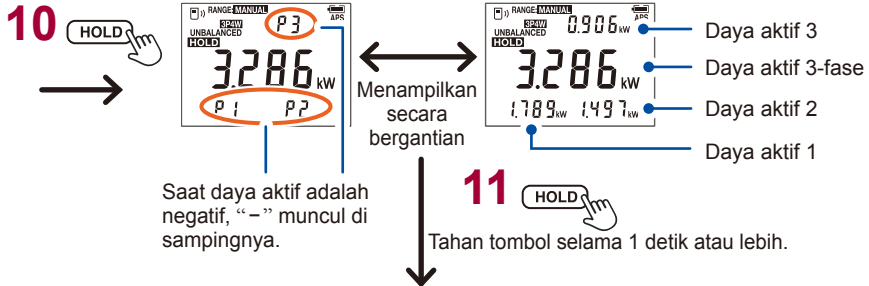 10 HOLD
RANGE:MANUAL
APS
3P4W
UNBALANCED
HOLD
P3
3.286 kW
P1 P2
Saat daya aktif adalah
negatif, “−” muncul di
sampingnya.
Menampilkan
secara
bergantian
RANGE:MANUAL
APS
3P4W
UNBALANCED
HOLD
0.906 kW
3.286 kW
1.789 kW 1.497 kW
Daya aktif 3
Daya aktif 3-fase
Daya aktif 2
Daya aktif 1
11 HOLD
Tahan tombol selama 1 detik atau lebih.